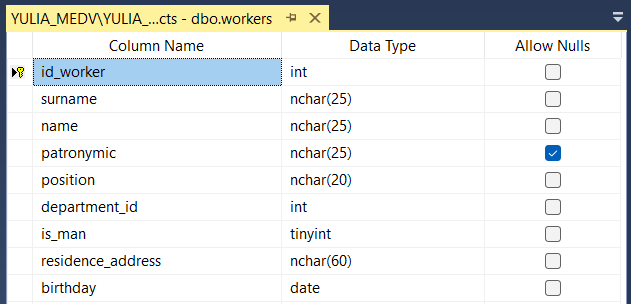 YULIA_MEDV\YULIA_...cts - dbo.workers
Column Name Data Type Allow Nulls
id_worker int
surname nchar(25)
name nchar(25)
patronymic nchar(25)
position nchar(20)
department_id int
is_man tinyint
residence_address nchar(60)
birthday date